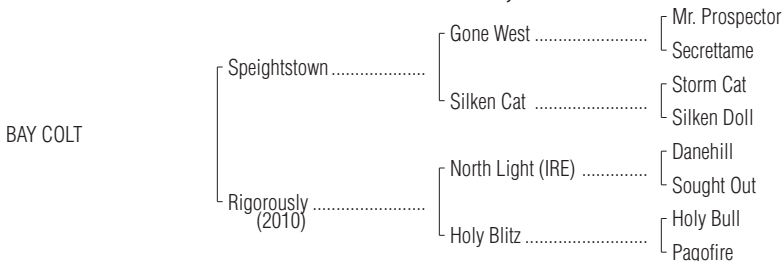 Mr. Prospector
Gone West
Secrettame
Speightstown
Storm Cat
Silken Cat
Silken Doll
BAY COLT
Danehill
North Light (IRE)
Sought Out
Rigorously
(2010)
Holy Bull
Holy Blitz
Pagofire